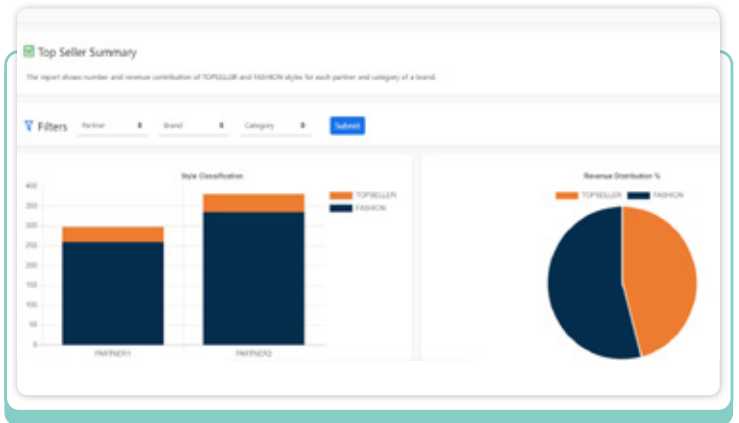 Top Seller Summary
The report shows number and revenue contribution of TOPSELLER and FASHION styles for each partner and category of a brand.
Filters Partner Brand Category Submit
Style Classification
TOPSELLER
FASHION
400
350
300
250
200
150
100
50
0
PARTNER1 PARTNER2
Revenue Distribution %
TOPSELLER FASHION